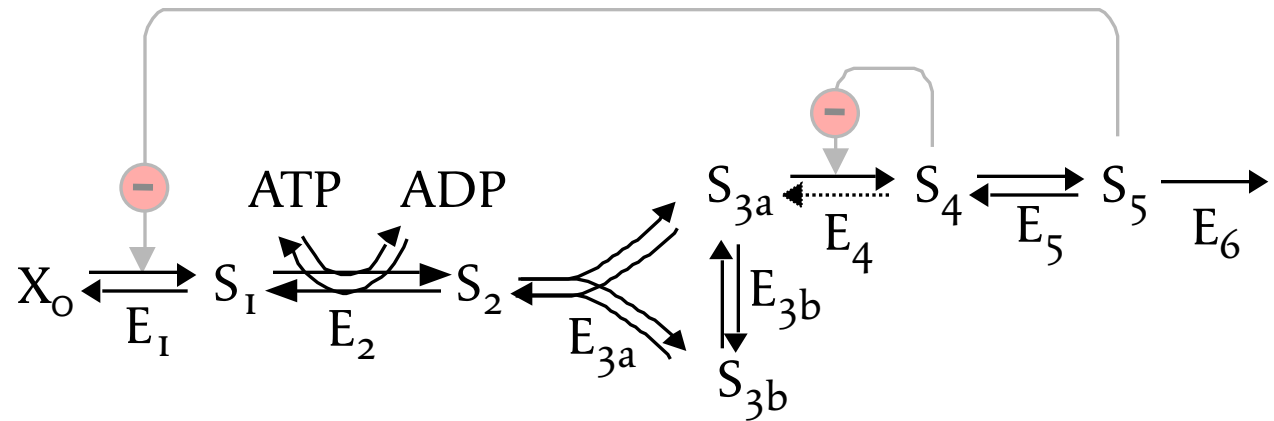 ATP ADP
S3a S4 S5
E4 E5 E6
X0 S1 S2
E1 E2 E3a E3b
S3b
− −